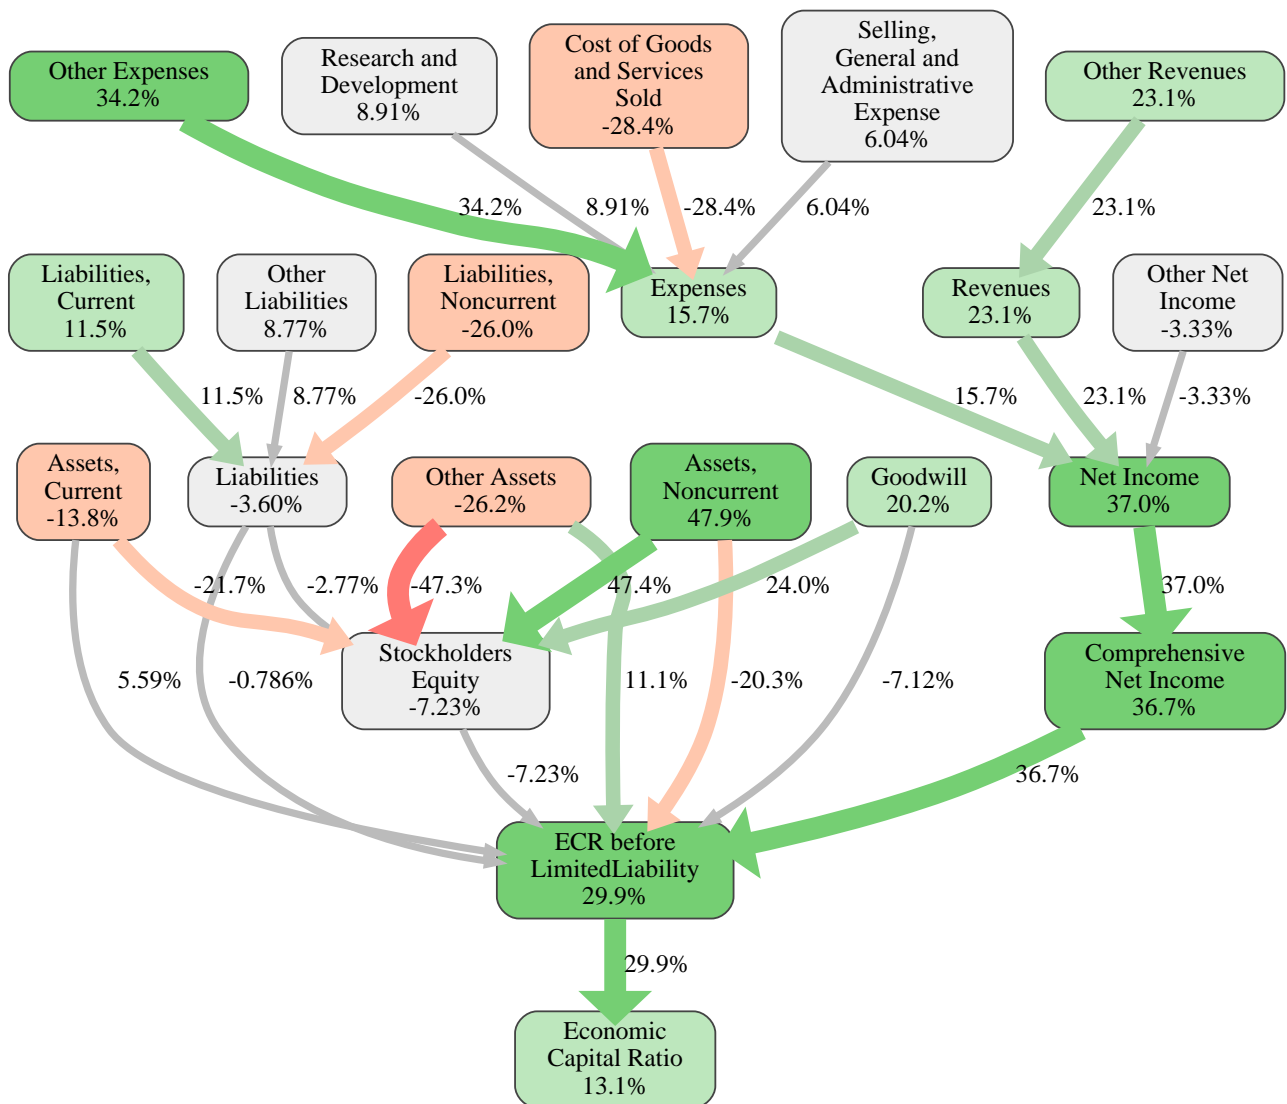 Other Expenses
34.2%
Research and
Development
8.91%
Cost of Goods
and Services
Sold
-28.4%
Selling,
General and
Administrative
Expense
6.04%
Other Revenues
23.1%
34.2%
8.91%
-28.4%
6.04%
23.1%
Liabilities,
Current
11.5%
Other
Liabilities
8.77%
Liabilities,
Noncurrent
-26.0%
Expenses
15.7%
Revenues
23.1%
Other Net
Income
-3.33%
11.5%
8.77%
-26.0%
15.7%
23.1%
-3.33%
Assets,
Current
-13.8%
Liabilities
-3.60%
Other Assets
-26.2%
Assets,
Noncurrent
47.9%
Goodwill
20.2%
Net Income
37.0%
-21.7%
-2.77%
-47.3%
47.4%
24.0%
37.0%
Stockholders
Equity
-7.23%
Comprehensive
Net Income
36.7%
5.59%
-0.786%
11.1%
-20.3%
-7.12%
-7.23%
36.7%
ECR before
LimitedLiability
29.9%
29.9%
Economic
Capital Ratio
13.1%